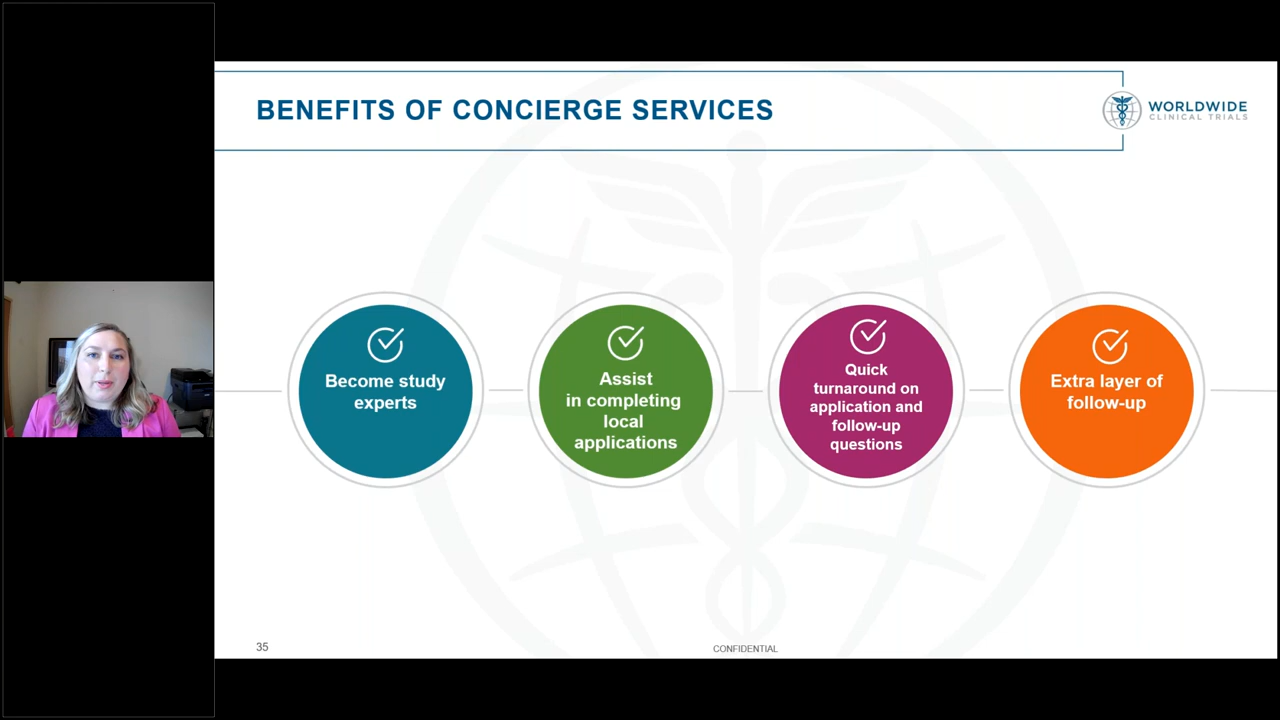 BENEFITS OF CONCIERGE SERVICES
WORLDWIDE
CLINICAL TRIALS
Become study
experts
Assist
in completing
local
applications
Quick
turnaround on
application and
follow-up
questions
Extra layer of
follow-up
35
CONFIDENTIAL